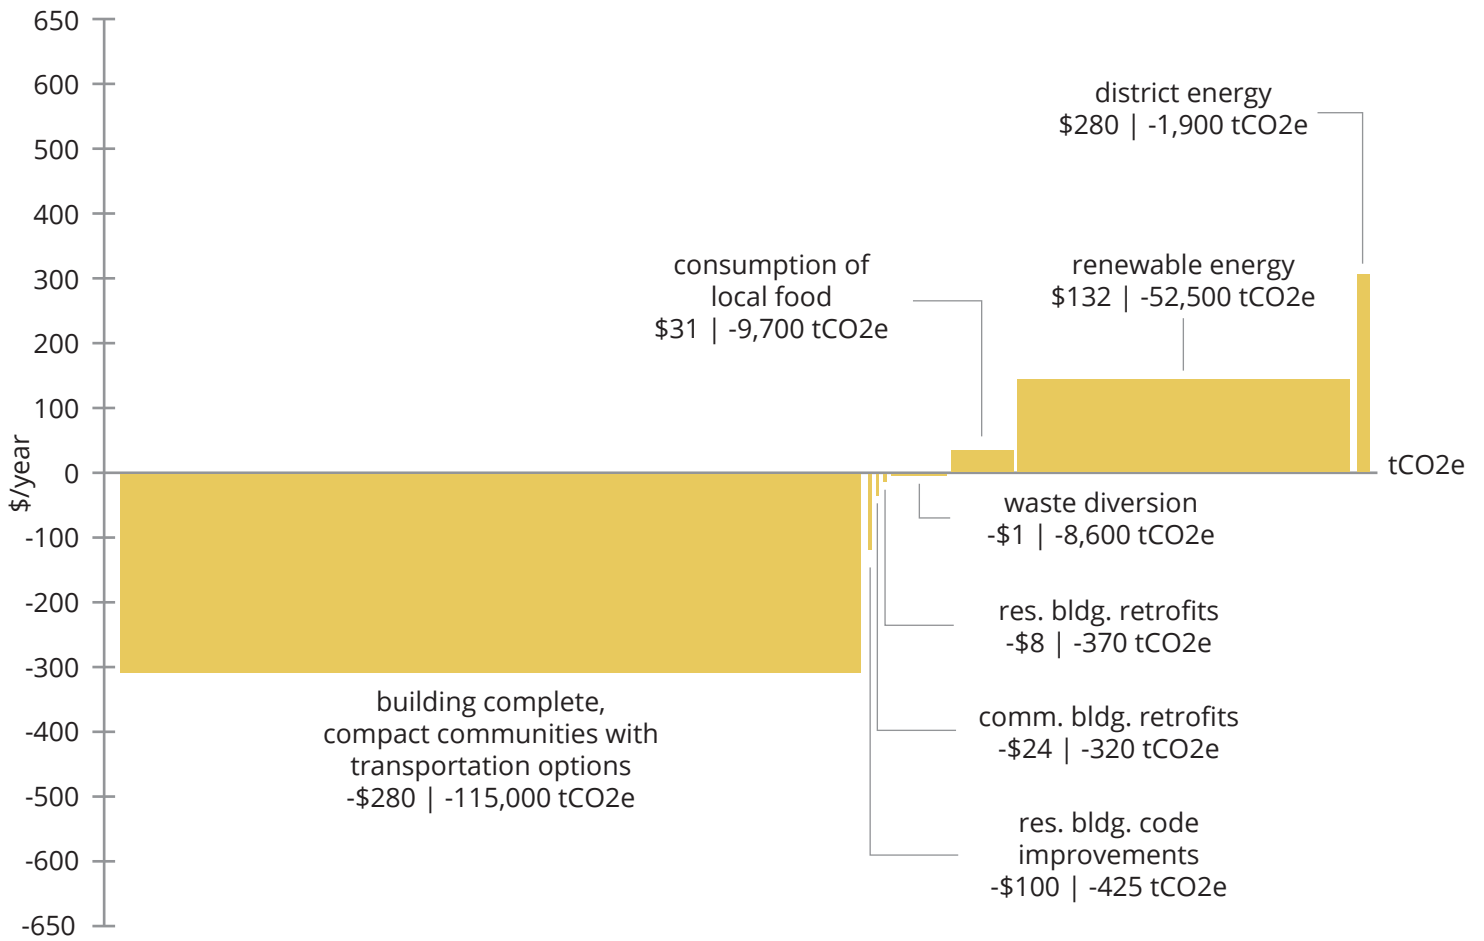 650
600
500
400
300
200
100
0
-100
-200
-300
-400
-500
-600
-650
$/year
tCO2e
district energy
$280 | -1,900 tCO2e
consumption of
local food
$31 | -9,700 tCO2e
renewable energy
$132 | -52,500 tCO2e
waste diversion
-$1 | -8,600 tCO2e
res. bldg. retrofits
-$8 | -370 tCO2e
comm. bldg. retrofits
-$24 | -320 tCO2e
res. bldg. code
improvements
-$100 | -425 tCO2e
building complete,
compact communities with
transportation options
-$280 | -115,000 tCO2e